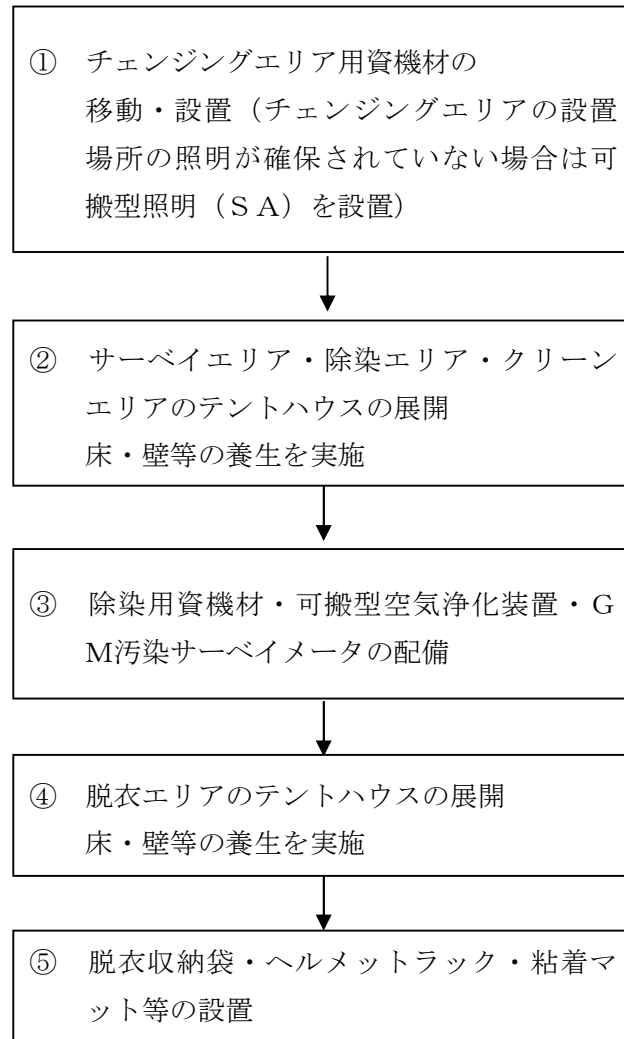 ① チェンジングエリア用資機材の
移動・設置（チェンジングエリアの設置
場所の照明が確保されていない場合は可
搬型照明（ＳＡ）を設置）
② サーベイエリア・除染エリア・クリーン
エリアのテントハウスの展開
床・壁等の養生を実施
③ 除染用資機材・可搬型空気浄化装置・Ｇ
Ｍ汚染サーベイメータの配備
④ 脱衣エリアのテントハウスの展開
床・壁等の養生を実施
⑤ 脱衣収納袋・ヘルメットラック・粘着マ
ット等の設置